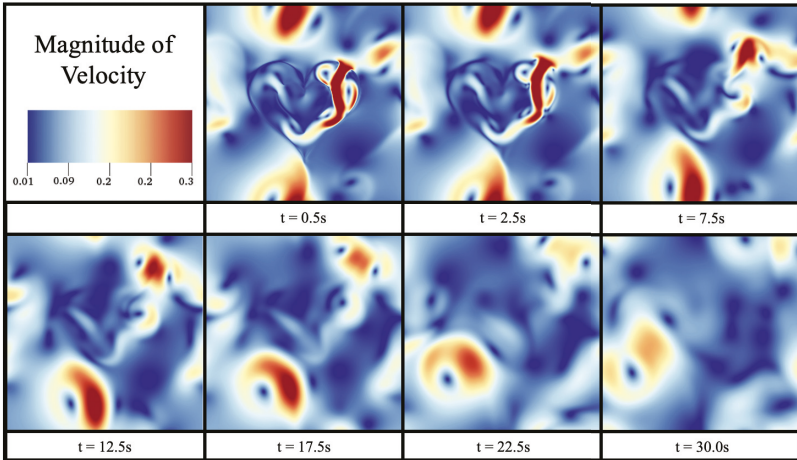 Magnitude of
Velocity
0.01 0.09 0.2 0.2 0.3
t = 0.5s
t = 2.5s
t = 7.5s
t = 12.5s
t = 17.5s
t = 22.5s
t = 30.0s